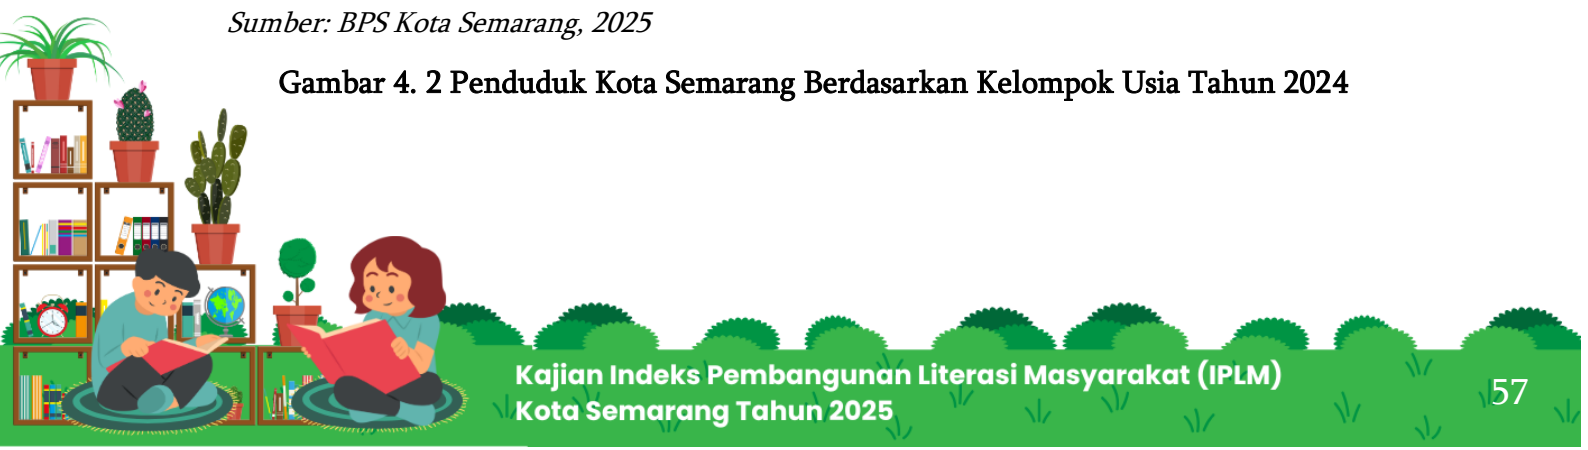 Sumber: BPS Kota Semarang, 2025
Gambar 4. 2 Penduduk Kota Semarang Berdasarkan Kelompok Usia Tahun 2024
Kajian Indeks Pembangunan Literasi Masyarakat (IPLM)
Kota Semarang Tahun 2025
57